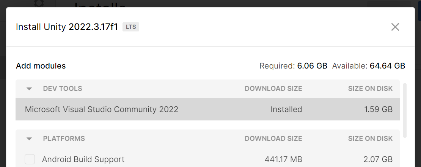 Install Unity 2022.3.17f1 LTS
Add modules Required: 6.06 GB Available: 64.64 GB
DEV TOOLS DOWNLOAD SIZE SIZE ON DISK
Microsoft Visual Studio Community 2022 Installed 1.59 GB
PLATFORMS DOWNLOAD SIZE SIZE ON DISK
Android Build Support 441.17 MB 2.07 GB